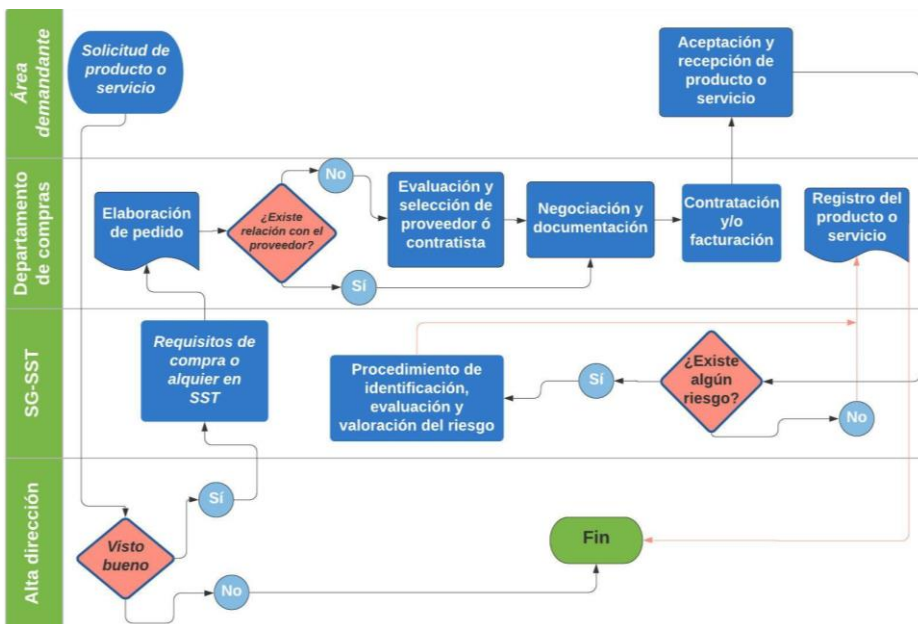 Área
demandante
Solicitud de
producto o
servicio
Aceptación y
recepción de
producto o
servicio
Departamento
de compras
Elaboración
de pedido
¿Existe
relación con el
proveedor?
No
Sí
Evaluación y
selección de
proveedor ó
contratista
Negociación y
documentación
Contratación
y/o
facturación
Registro del
producto o
servicio
SG-SST
Requisitos de
compra o
alquier en
SST
Procedimiento de
identificación,
evaluación y
valoración del riesgo
Sí
¿Existe
algún
riesgo?
No
Alta dirección
Visto
bueno
Sí
No
Fin